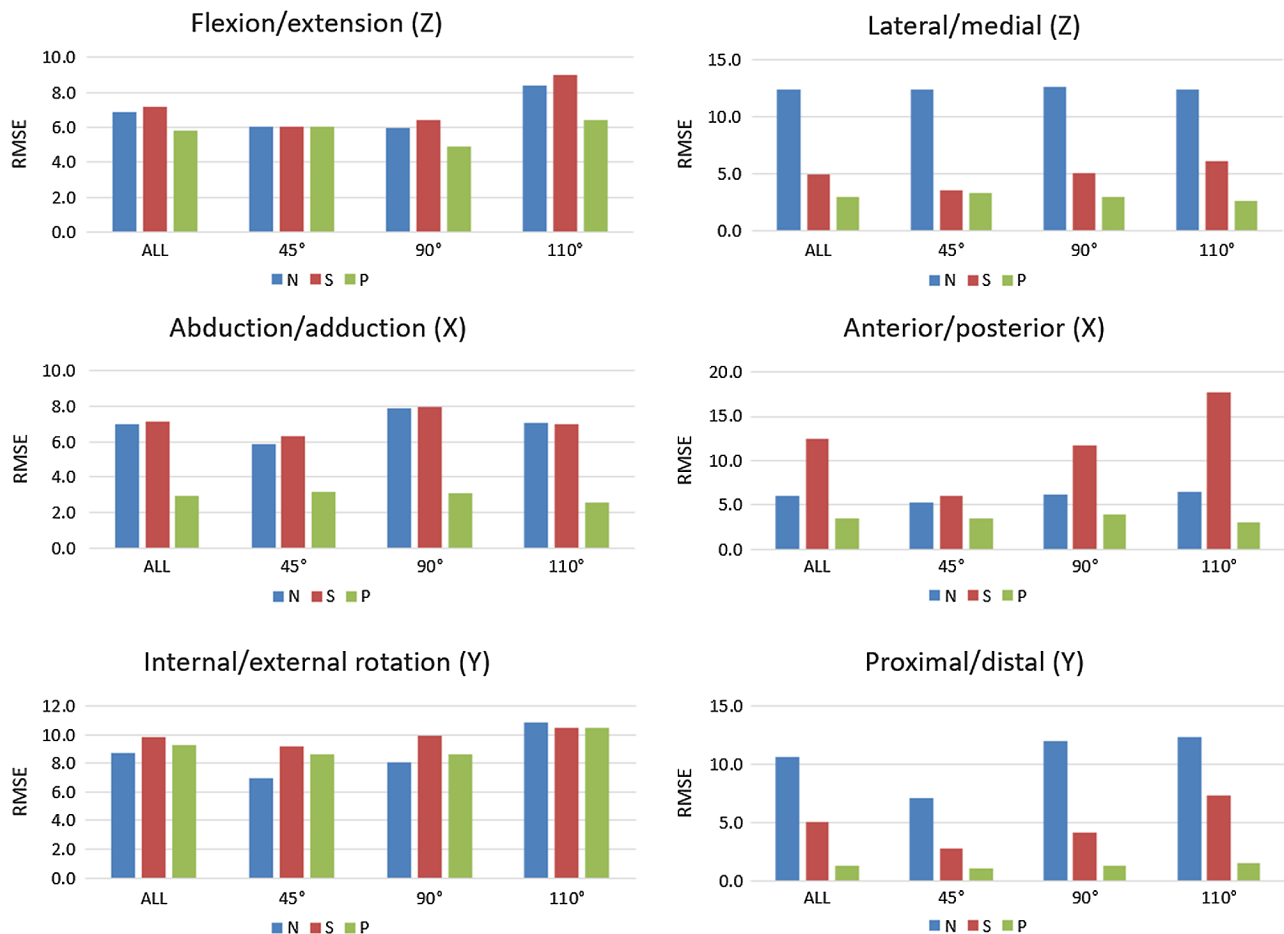 Flexion/extension (Z)
10.0
8.0
6.0
4.0
2.0
0.0
RMSE
ALL 45° 90° 110°
N S P
Lateral/medial (Z)
15.0
10.0
5.0
0.0
RMSE
ALL 45° 90° 110°
N S P
Abduction/adduction (X)
10.0
8.0
6.0
4.0
2.0
0.0
RMSE
ALL 45° 90° 110°
N S P
Anterior/posterior (X)
20.0
15.0
10.0
5.0
0.0
RMSE
ALL 45° 90° 110°
N S P
Internal/external rotation (Y)
12.0
10.0
8.0
6.0
4.0
2.0
0.0
RMSE
ALL 45° 90° 110°
N S P
Proximal/distal (Y)
15.0
10.0
5.0
0.0
RMSE
ALL 45° 90° 110°
N S P